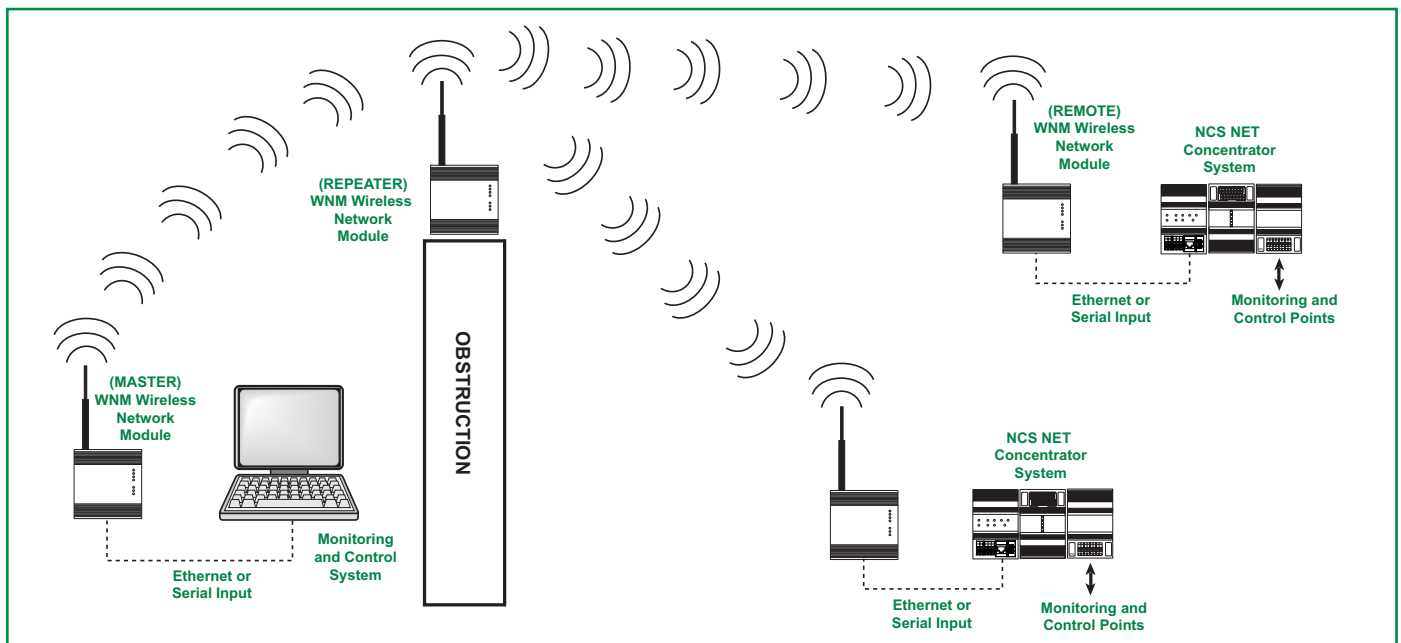 (MASTER)
WNM Wireless
Network
Module
Ethernet or
Serial Input
Monitoring
and Control
System
(REPEATER)
WNM Wireless
Network
Module
OBSTRUCTION
(REMOTE)
WNM Wireless
Network
Module
NCS NET
Concentrator
System
Ethernet or
Serial Input
Monitoring and
Control Points
NCS NET
Concentrator
System
Ethernet or
Serial Input
Monitoring and
Control Points